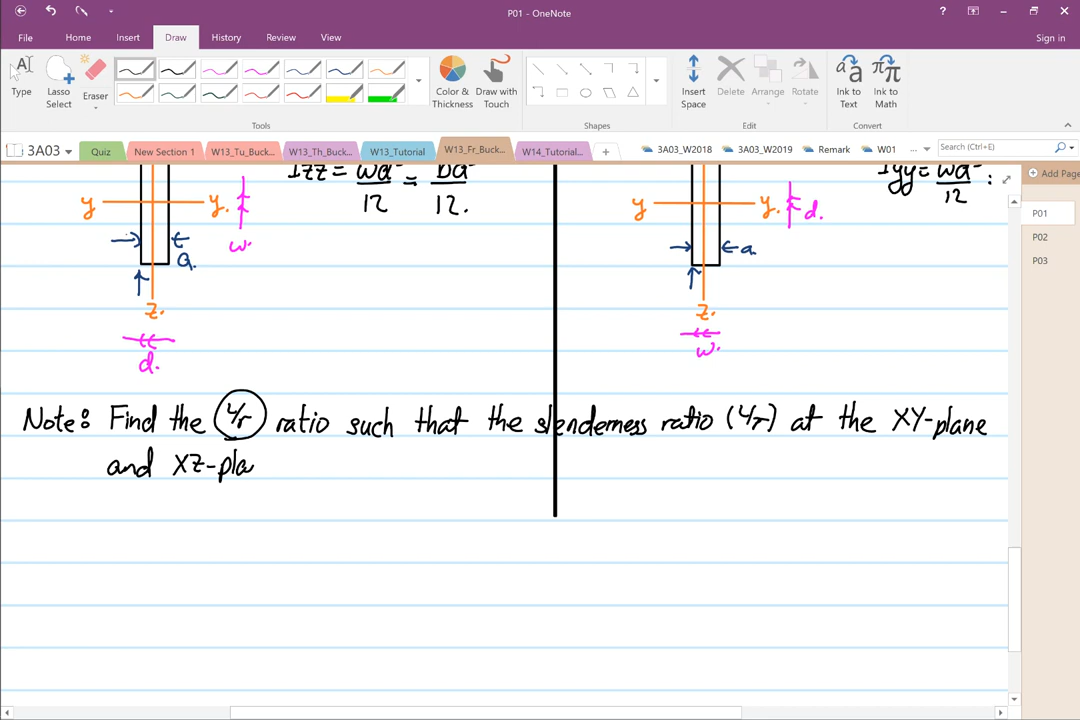 P01 - OneNote
Sign in
File Home Insert Draw History Review View
Type
Lasso Select
Eraser
Color & Thickness
Draw with Touch
Insert Space
Delete
Arrange
Rotate
Ink to Text
Ink to Math
Tools
Shapes
Edit
Convert
3A03
Quiz
New Section 1
W13_Tu_Buck...
W13_Th_Buck...
W13_Tutorial
W13_Fr_Buck...
W14_Tutorial...
3A03_W2018
3A03_W2019
Remark
W01
...
Search (Ctrl+E)
Add Page
P01
P02
P03
12
12.
y y.
w.
z.
d.
y y.
d.
a.
z.
w.
12
Note: Find the L/r ratio such that the slenderness ratio (L/r) at the XY-plane
and XZ-pla